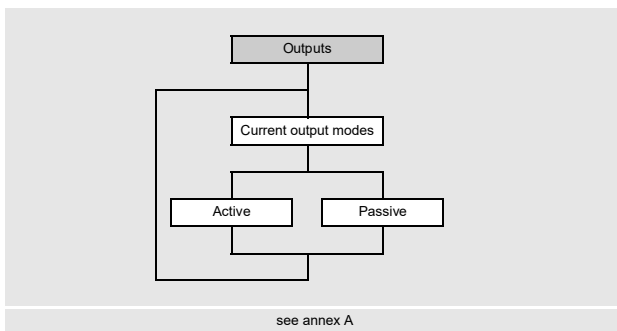 Outputs
Current output modes
Active
Passive
see annex A